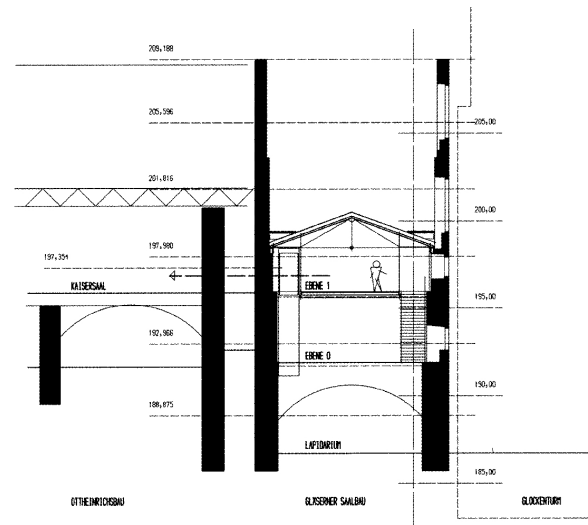 209,188
205,596
205,00
201,816
200,00
197,980
197,354
KAISERSAAL
EBENE 1
195,00
192,966
EBENE 0
190,00
188,875
LAPIDARIUM
185,00
OTTHEINRICHSBAU
GLÄSERNER SAALBAU
GLOCKENTURM